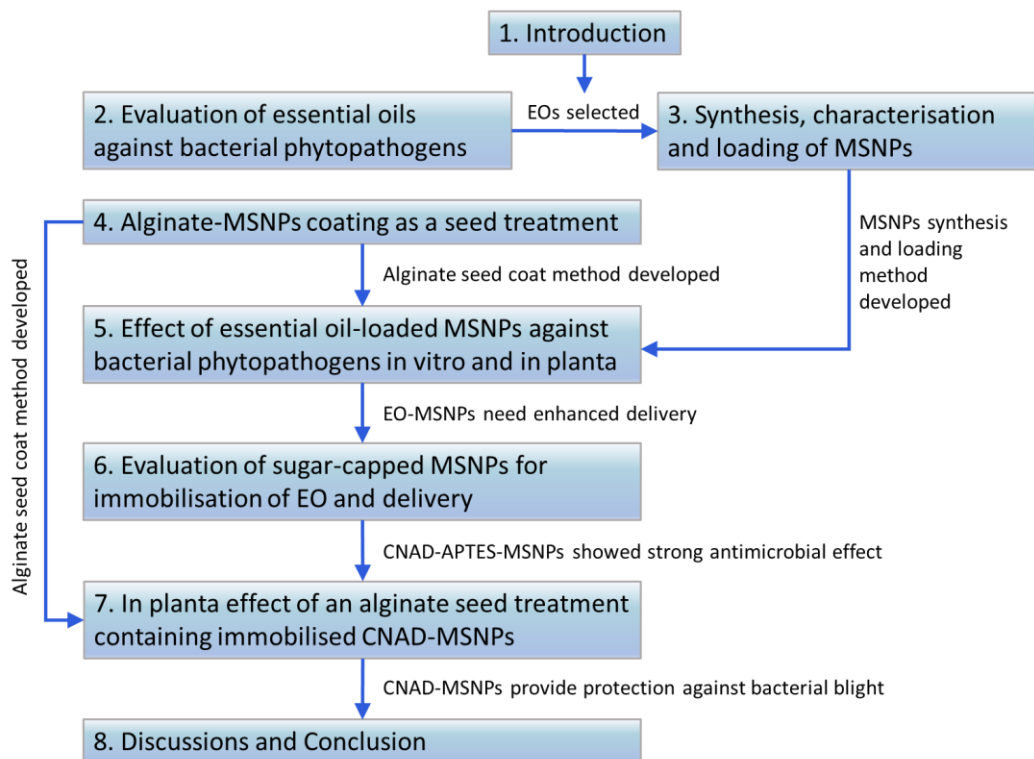 1. Introduction
2. Evaluation of essential oils
against bacterial phytopathogens
EOs selected
3. Synthesis, characterisation
and loading of MSNPs
4. Alginate-MSNPs coating as a seed treatment
MSNPs synthesis
and loading
method
developed
Alginate seed coat method developed
Alginate seed coat method developed
5. Effect of essential oil-loaded MSNPs against
bacterial phytopathogens in vitro and in planta
EO-MSNPs need enhanced delivery
6. Evaluation of sugar-capped MSNPs for
immobilisation of EO and delivery
CNAD-APTES-MSNPs showed strong antimicrobial effect
7. In planta effect of an alginate seed treatment
containing immobilised CNAD-MSNPs
CNAD-MSNPs provide protection against bacterial blight
8. Discussions and Conclusion